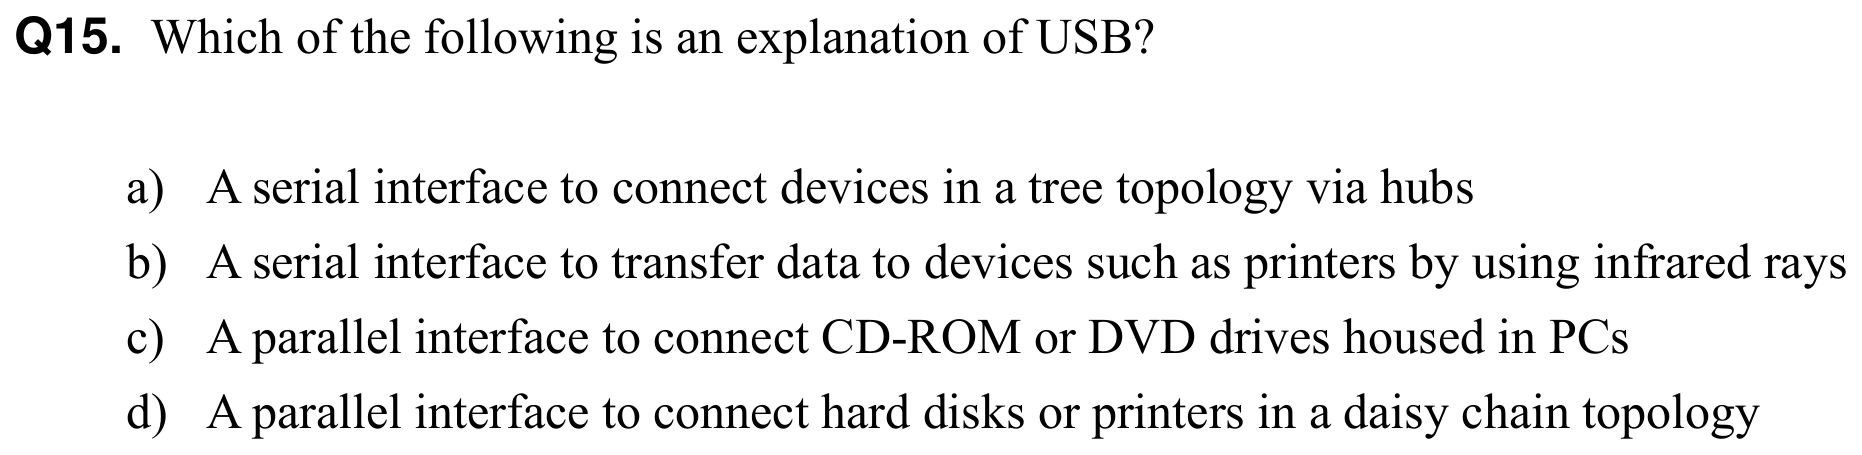 Q15. Which of the following is an explanation of USB?
a) A serial interface to connect devices in a tree topology via hubs
b) A serial interface to transfer data to devices such as printers by using infrared rays
c) A parallel interface to connect CD-ROM or DVD drives housed in PCs
d) A parallel interface to connect hard disks or printers in a daisy chain topology